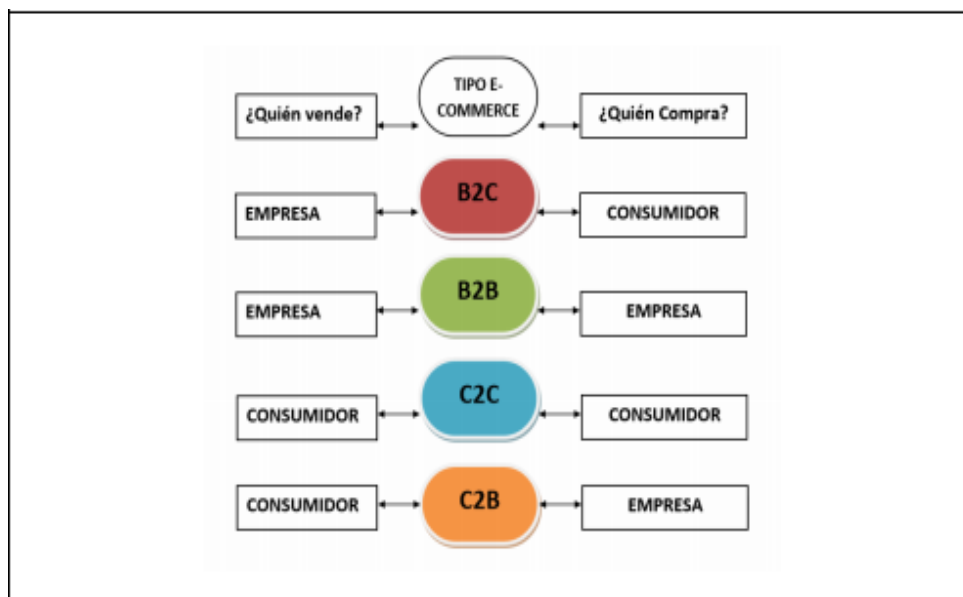 TIPO E-
COMMERCE
¿Quién vende?
¿Quién Compra?
B2C
EMPRESA
CONSUMIDOR
B2B
EMPRESA
EMPRESA
C2C
CONSUMIDOR
CONSUMIDOR
C2B
CONSUMIDOR
EMPRESA